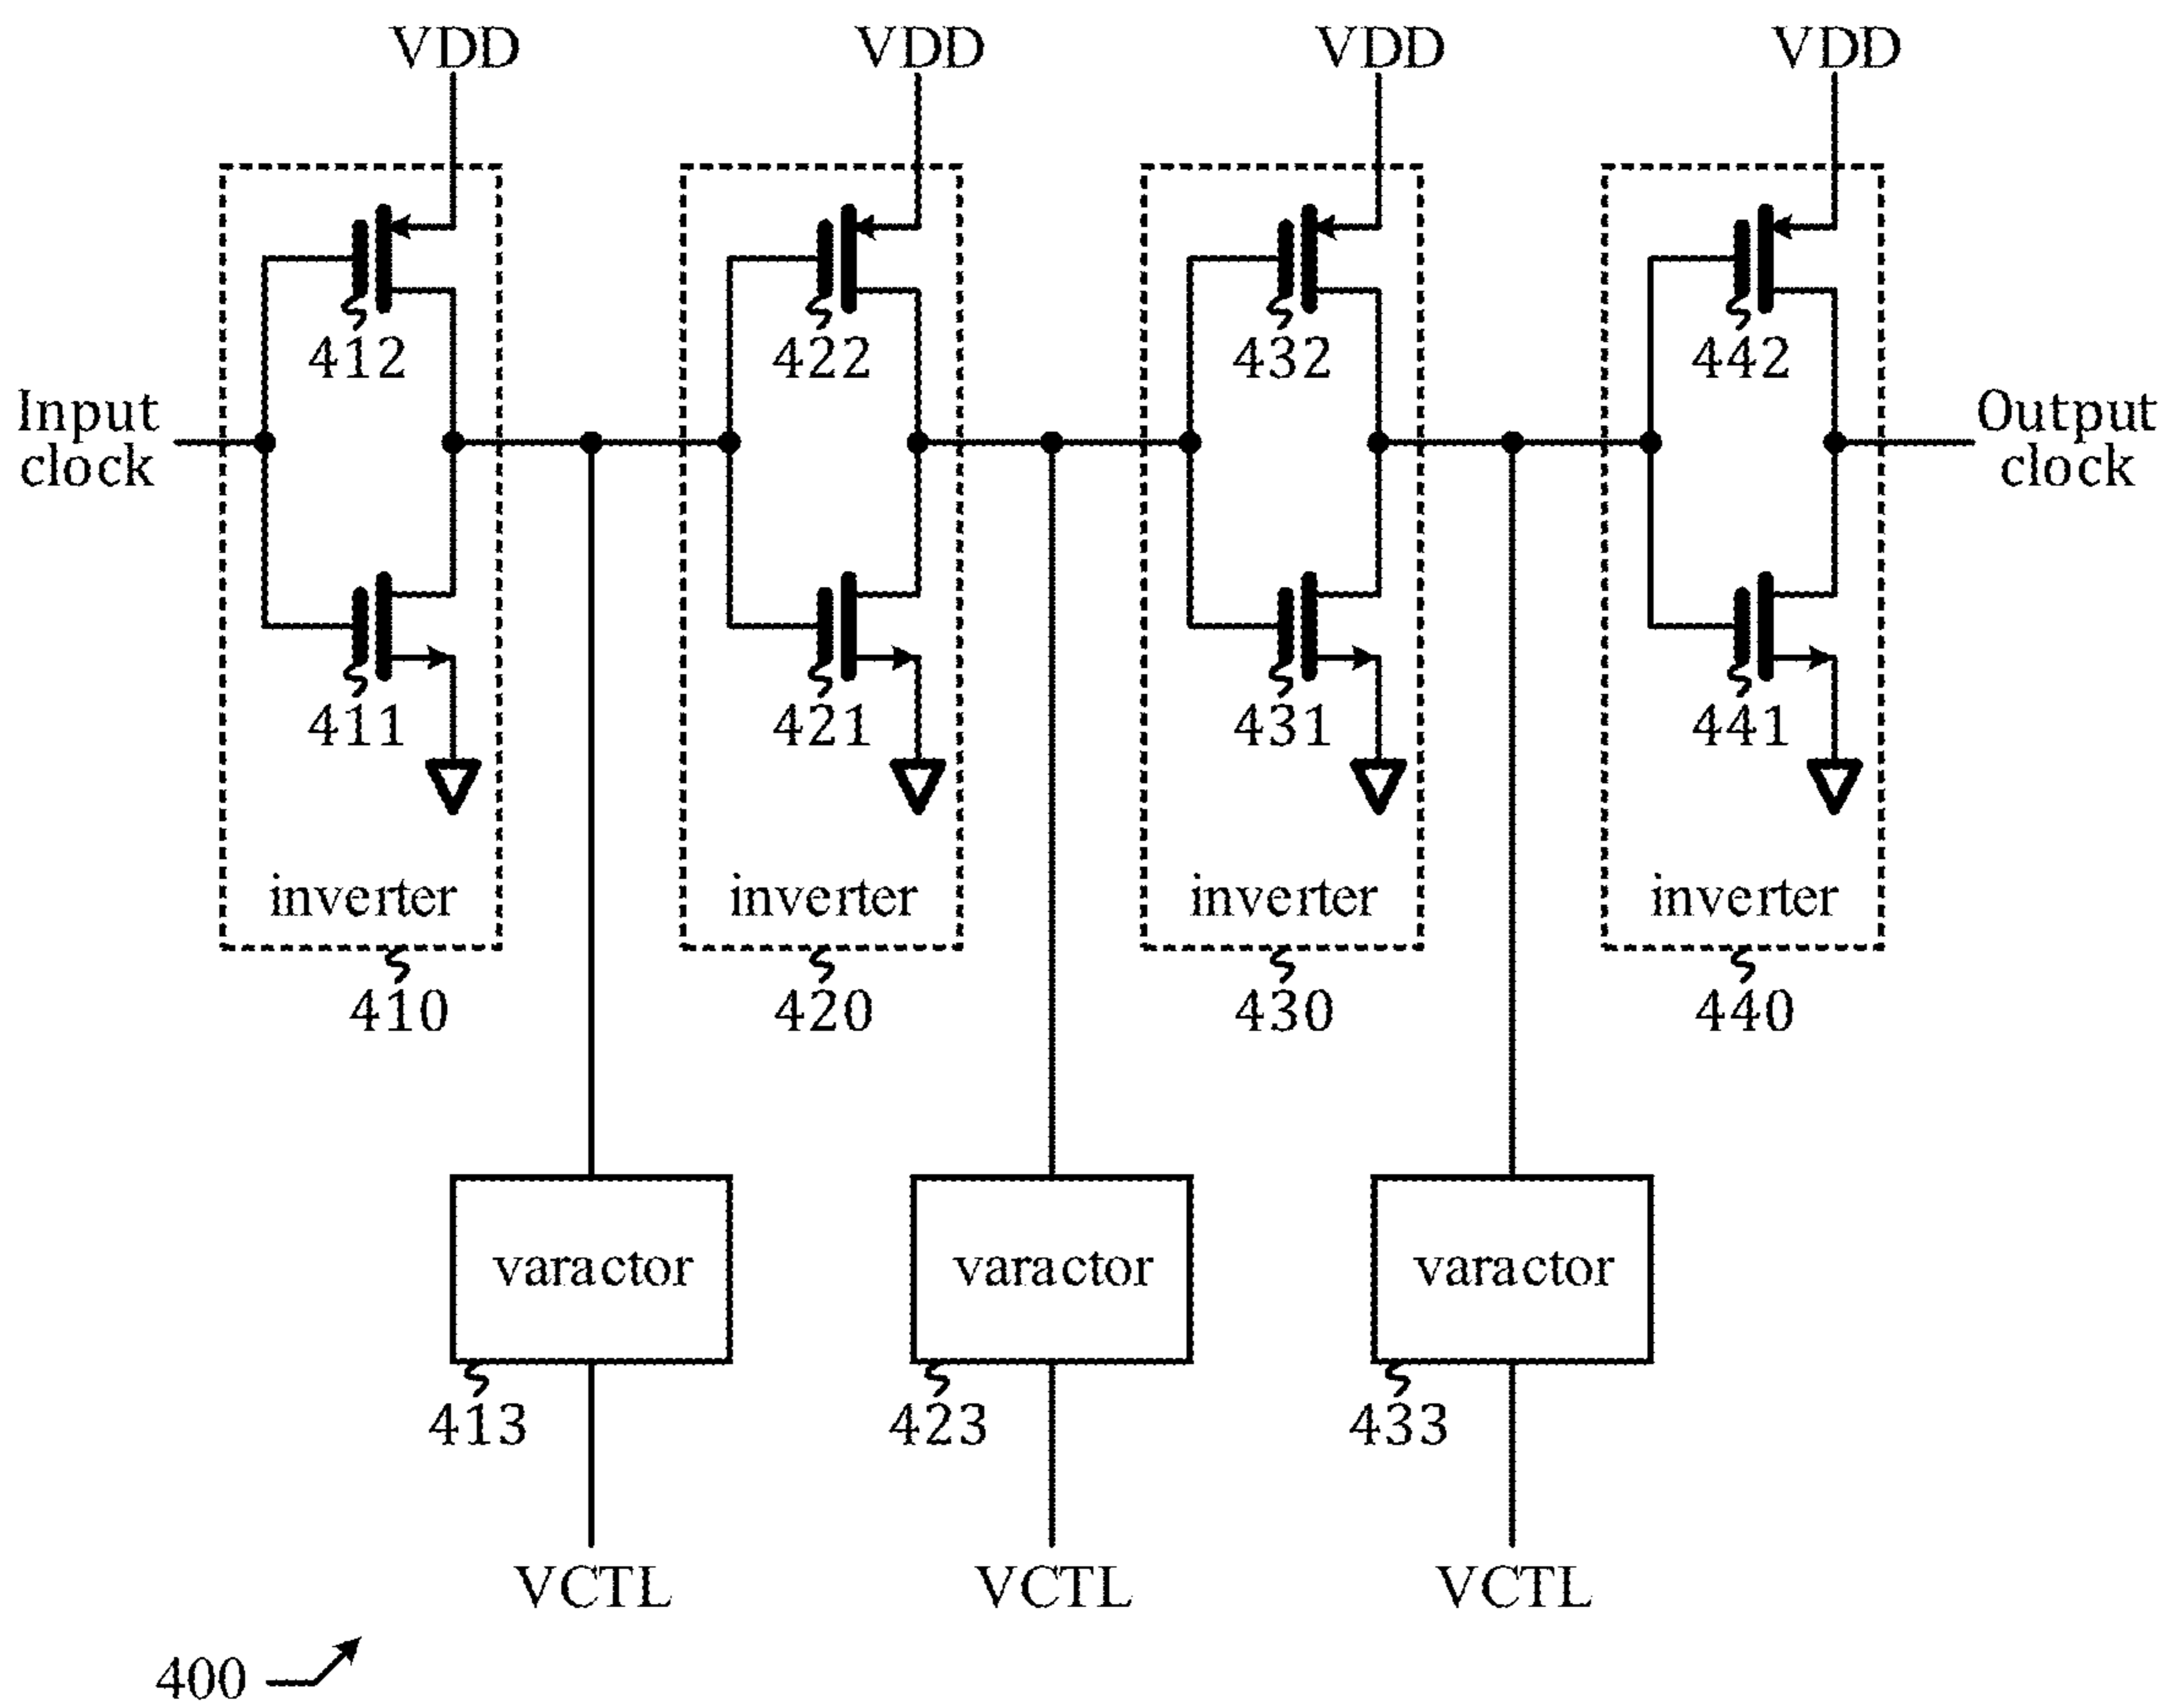 VDD VDD VDD VDD
412 422 432 442
Input
clock
Output
clock
411 421 431 441
inverter inverter inverter inverter
410 420 430 440
varactor varactor varactor
413 423 433
VCTL VCTL VCTL
400